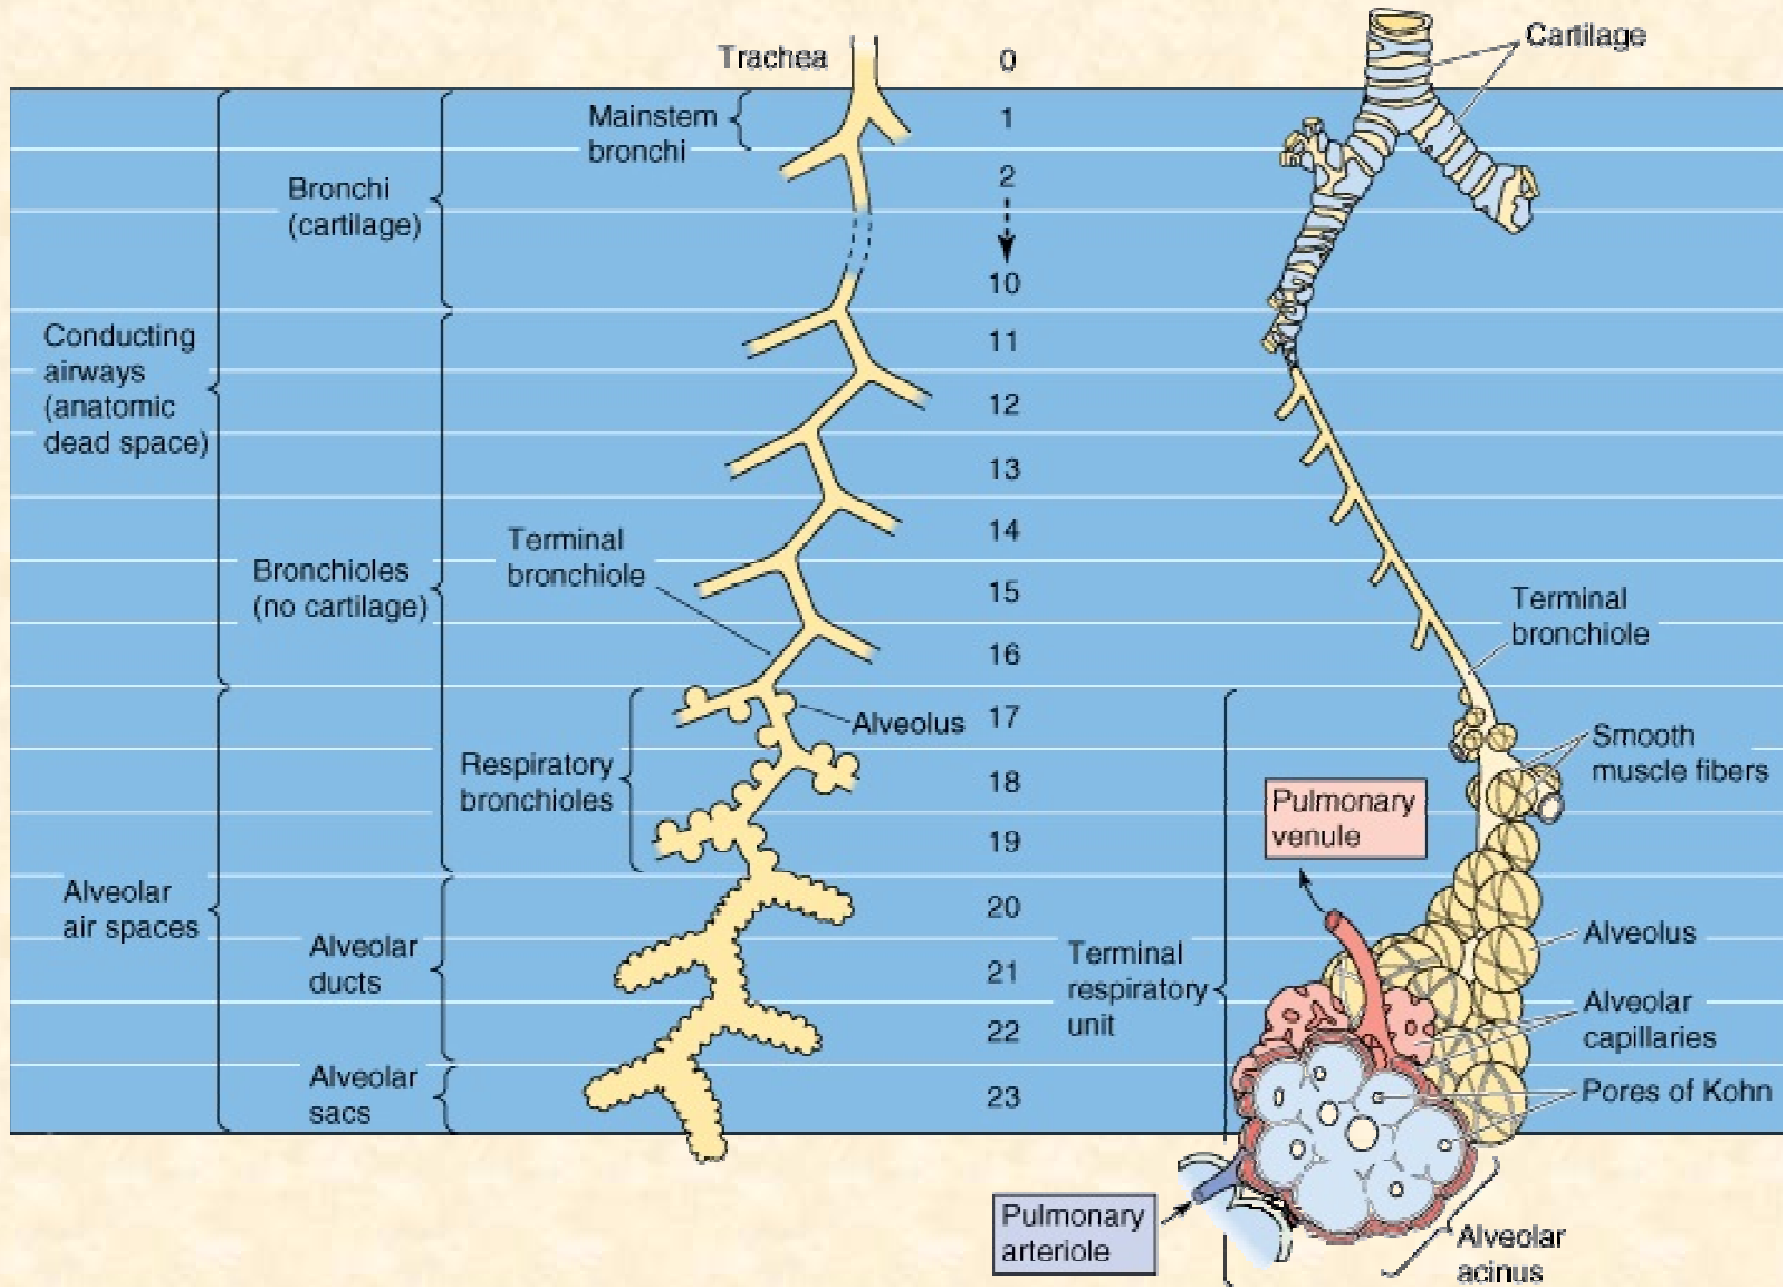 Trachea
0
Cartilage
Mainstem
bronchi
1
Bronchi
(cartilage)
2
10
Conducting
airways
(anatomic
dead space)
11
12
13
Terminal
bronchiole
14
Bronchioles
(no cartilage)
15
Terminal
bronchiole
16
Alveolus
17
Smooth
muscle fibers
Respiratory
bronchioles
18
Pulmonary
venule
19
Alveolar
air spaces
20
Alveolus
Alveolar
ducts
21
Terminal
respiratory
unit
Alveolar
capillaries
22
Alveolar
sacs
23
Pores of Kohn
Pulmonary
arteriole
Alveolar
acinus